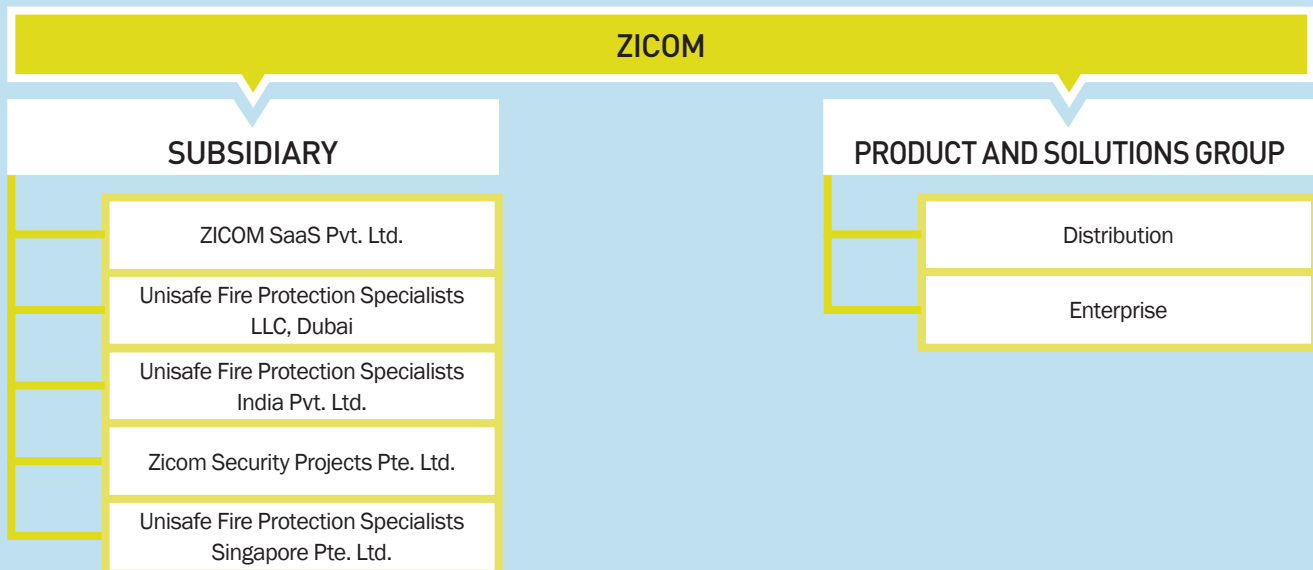 ZICOM
SUBSIDIARY
ZICOM SaaS Pvt. Ltd.
Unisafe Fire Protection Specialists
LLC, Dubai
Unisafe Fire Protection Specialists
India Pvt. Ltd.
Zicom Security Projects Pte. Ltd.
Unisafe Fire Protection Specialists
Singapore Pte. Ltd.
PRODUCT AND SOLUTIONS GROUP
Distribution
Enterprise